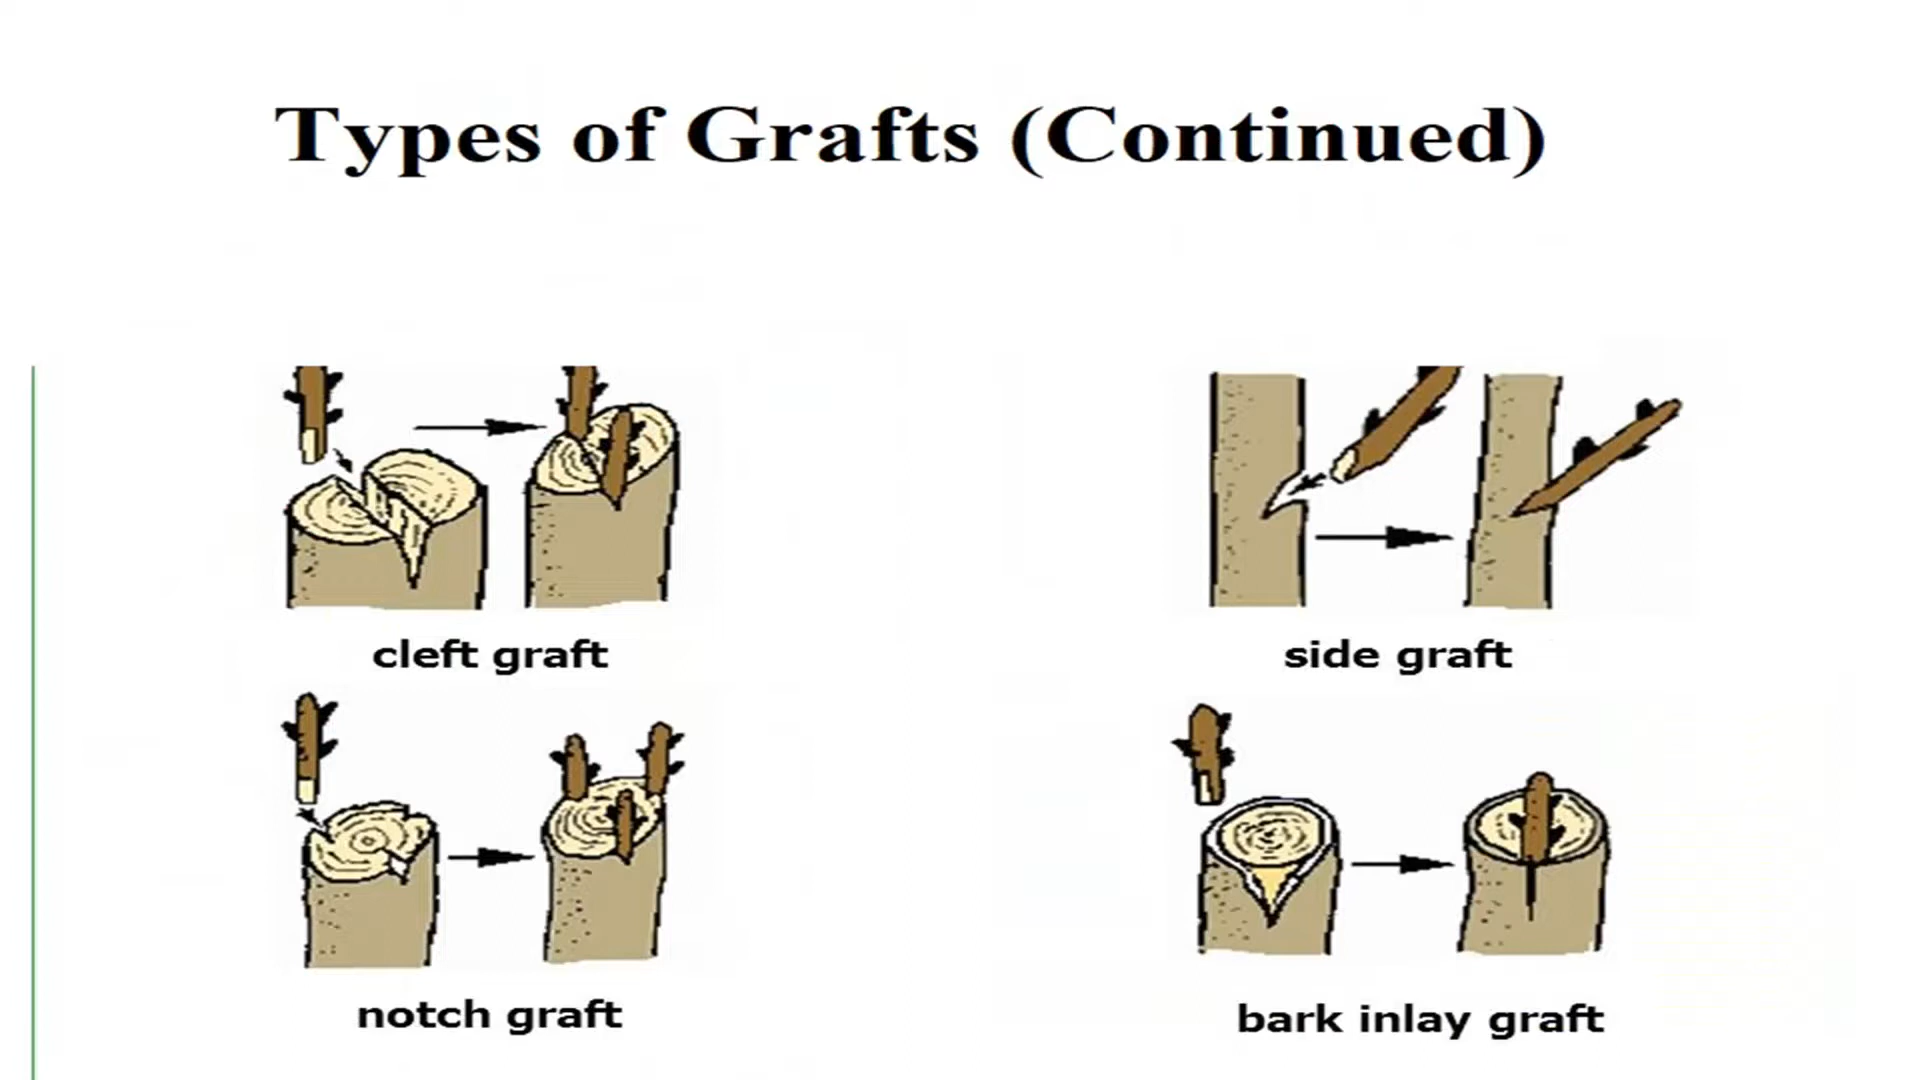 Types of Grafts (Continued)
cleft graft
side graft
notch graft
bark inlay graft